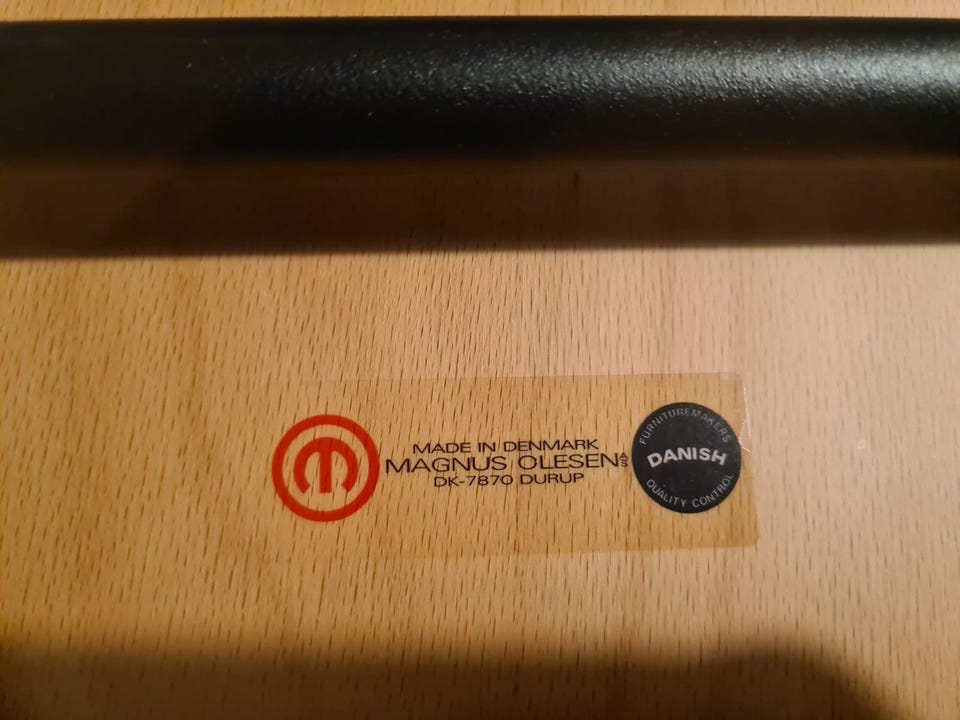 MADE IN DENMARK
MAGNUS OLESEN A/S
DK-7870 DURUP
FURNITUREMAKERS
DANISH
QUALITY CONTROL